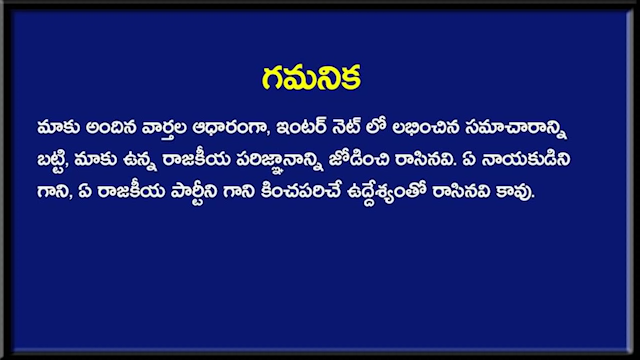 గమనిక
మాకు అందిన వార్తల ఆధారంగా, ఇంటర్ నెట్ లో లభించిన సమాచారాన్ని
బట్టి, మాకు ఉన్న రాజకీయ పరిజ్ఞానాన్ని జోడించి రాసినవి. ఏ నాయకుడిని
గాని, ఏ రాజకీయ పార్టీని గాని కించపరిచే ఉద్దేశ్యంతో రాసినవి కావు.